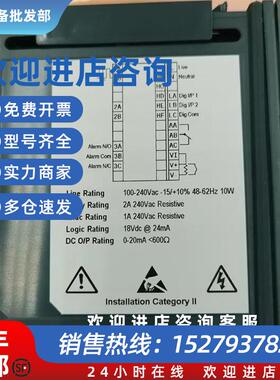 备批发部
欢迎进店咨询
免费开票
型号齐全
实力商家
多仓速发
Live
Neutral
HD
LA
Dig I/P 1
HE
LB
Dig I/P 2
HF
LC
Dig Com
2A
2B
AA
AB
AC
Alarm N/O
3A
VI
Alarm Com
3B
V+
Alarm N/C
3C
V-
Line Rating 100-240Vac -15/+10% 48-62Hz 10W
Rating 2A 240Vac Resistive
Rating 1A 240Vac Resistive
Logic Rating 18Vdc @ 24mA
DC O/P Rating 0-20mA <600Ω
Installation Category II
欢迎进店咨询
销售热线:
152793785
24小时在线